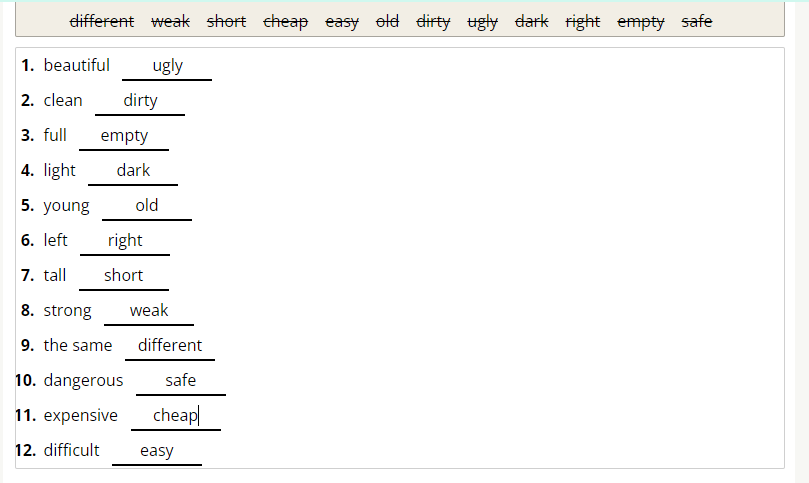 different weak short cheap easy old dirty ugly dark right empty safe
1. beautiful ugly
2. clean dirty
3. full empty
4. light dark
5. young old
6. left right
7. tall short
8. strong weak
9. the same different
10. dangerous safe
11. expensive cheap
12. difficult easy